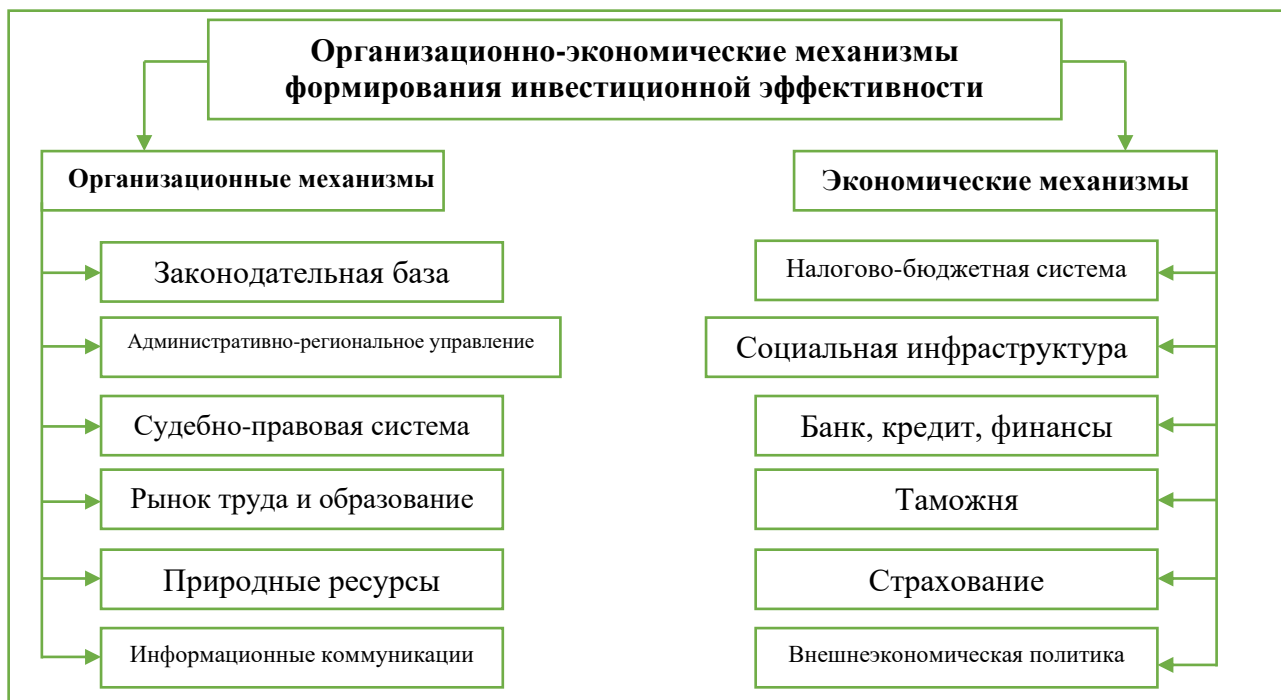 Организационно-экономические механизмы
формирования инвестиционной эффективности
Организационные механизмы
Законодательная база
Административно-региональное управление
Судебно-правовая система
Рынок труда и образование
Природные ресурсы
Информационные коммуникации
Экономические механизмы
Налогово-бюджетная система
Социальная инфраструктура
Банк, кредит, финансы
Таможня
Страхование
Внешнеэкономическая политика